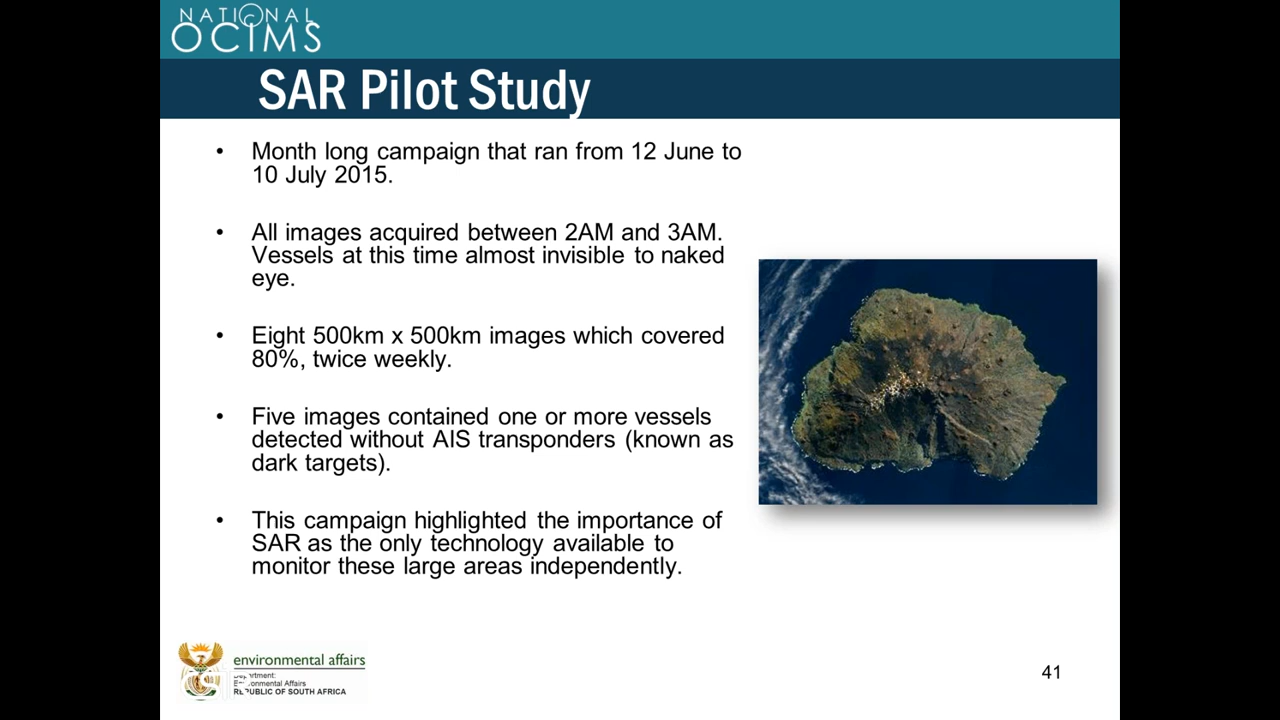 NATIONAL
OCIMS
SAR Pilot Study
• Month long campaign that ran from 12 June to
10 July 2015.
• All images acquired between 2AM and 3AM.
Vessels at this time almost invisible to naked
eye.
• Eight 500km x 500km images which covered
80%, twice weekly.
• Five images contained one or more vessels
detected without AIS transponders (known as
dark targets).
• This campaign highlighted the importance of
SAR as the only technology available to
monitor these large areas independently.
environmental affairs
Environmental Affairs
REPUBLIC OF SOUTH AFRICA
41